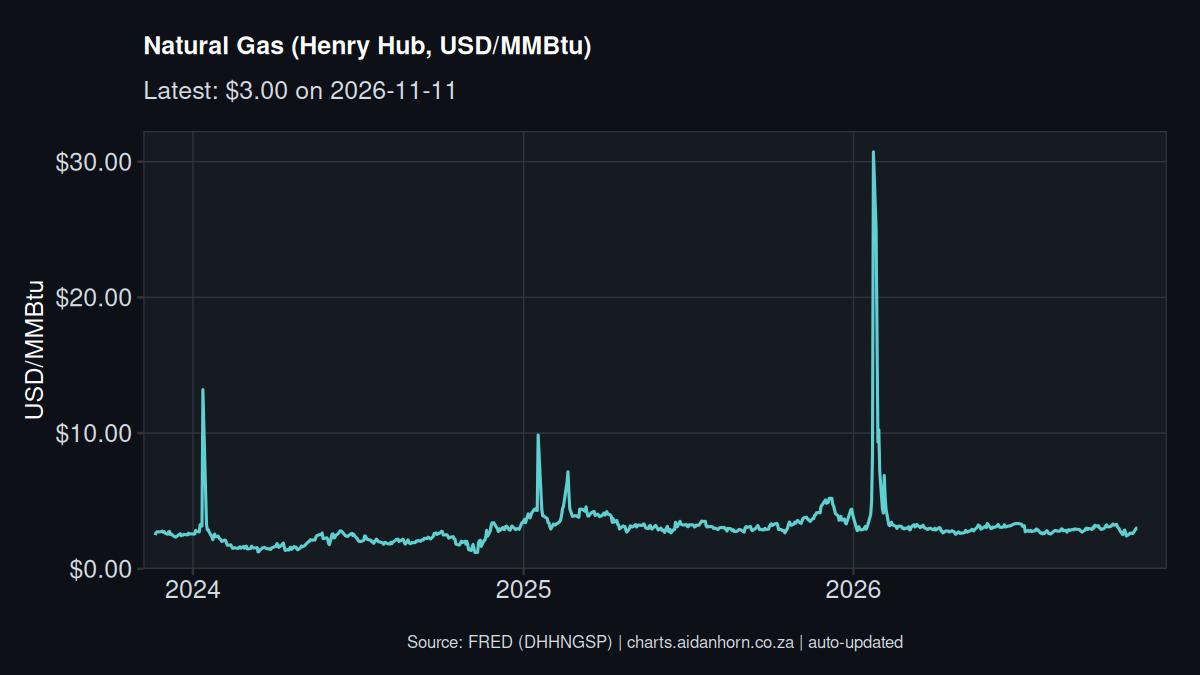 Natural Gas (Henry Hub, USD/MMBtu)
Latest: $3.00 on 2026-11-11
USD/MMBtu
$30.00
$20.00
$10.00
$0.00
2024
2025
2026
Source: FRED (DHHNGSP) | charts.aidanhorn.co.za | auto-updated